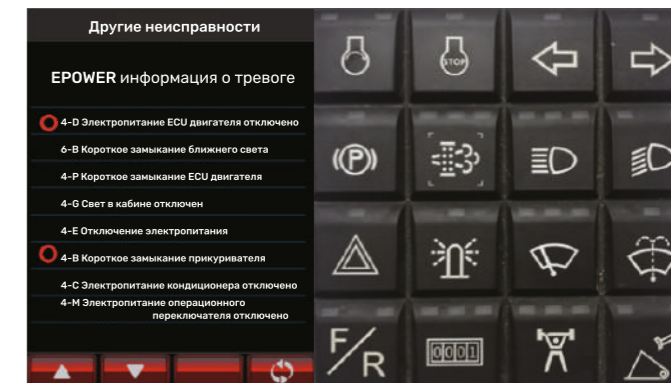 Другие неисправности
EPOWER информация о тревоге
4-D Электропитание ECU двигателя отключено
6-B Короткое замыкание ближнего света
4-P Короткое замыкание ECU двигателя
4-G Свет в кабине отключен
4-E Отключение электропитания
4-B Короткое замыкание прикуривателя
4-C Электропитание кондиционера отключено
4-M Электропитание операционного
переключателя отключено
STOP
(P)
F/R
0001